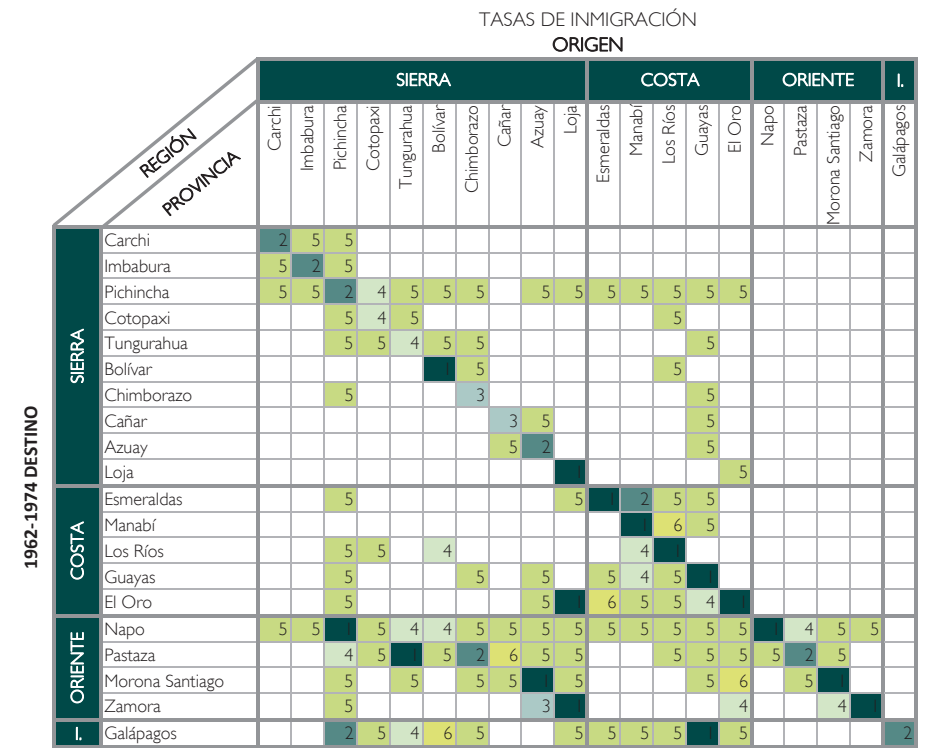 TASAS DE INMIGRACIÓN
ORIGEN
SIERRA COSTA ORIENTE I.
REGIÓN
PROVINCIA
Carchi Imbabura Pichincha Cotopaxi Tungurahua Bolívar Chimborazo Cañar Azuay Loja Esmeraldas Manabí Los Ríos Guayas El Oro Napo Pastaza Morona Santiago Zamora Galápagos
1962-1974 DESTINO
SIERRA
Carchi 2 5 5
Imbabura 5 2 5
Pichincha 5 5 2 4 5 5 5 5 5 5 5 5 5 5
Cotopaxi 5 4 5 5
Tungurahua 5 5 4 5 5 5
Bolívar 1 5 5
Chimborazo 5 3 5
Cañar 3 5 5
Azuay 5 2 5
Loja 1 5
COSTA
Esmeraldas 5 5 1 2 5 5
Manabí 1 6 5
Los Ríos 5 5 4 4 1
Guayas 5 5 5 5 4 5 1
El Oro 5 5 1 6 5 5 4 1
ORIENTE
Napo 5 5 1 5 4 4 5 5 5 5 5 5 5 5 5 1 4 5 5
Pastaza 4 5 1 5 2 6 5 5 5 5 5 5 2 5
Morona Santiago 5 5 5 5 1 5 5 6 5 1
Zamora 5 3 1 4 4 1
I.
Galápagos 2 5 4 6 5 5 5 5 5 1 5 2